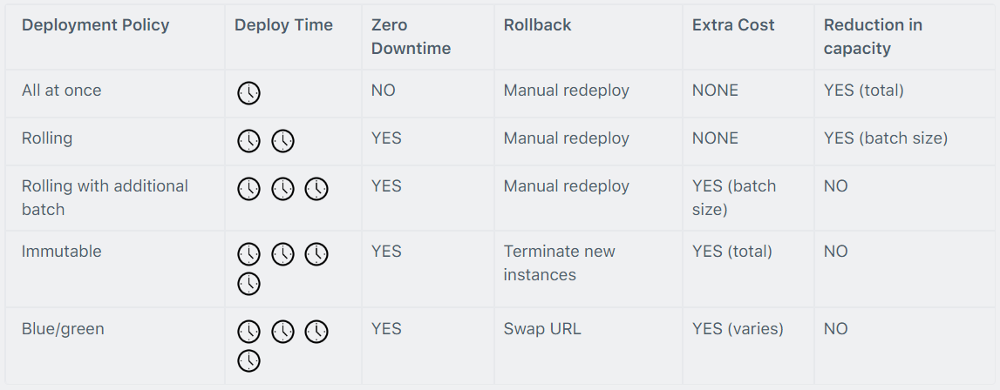 Deployment Policy Deploy Time Zero Downtime Rollback Extra Cost Reduction in capacity
All at once NO Manual redeploy NONE YES (total)
Rolling YES Manual redeploy NONE YES (batch size)
Rolling with additional batch YES Manual redeploy YES (batch size) NO
Immutable YES Terminate new instances YES (total) NO
Blue/green YES Swap URL YES (varies) NO